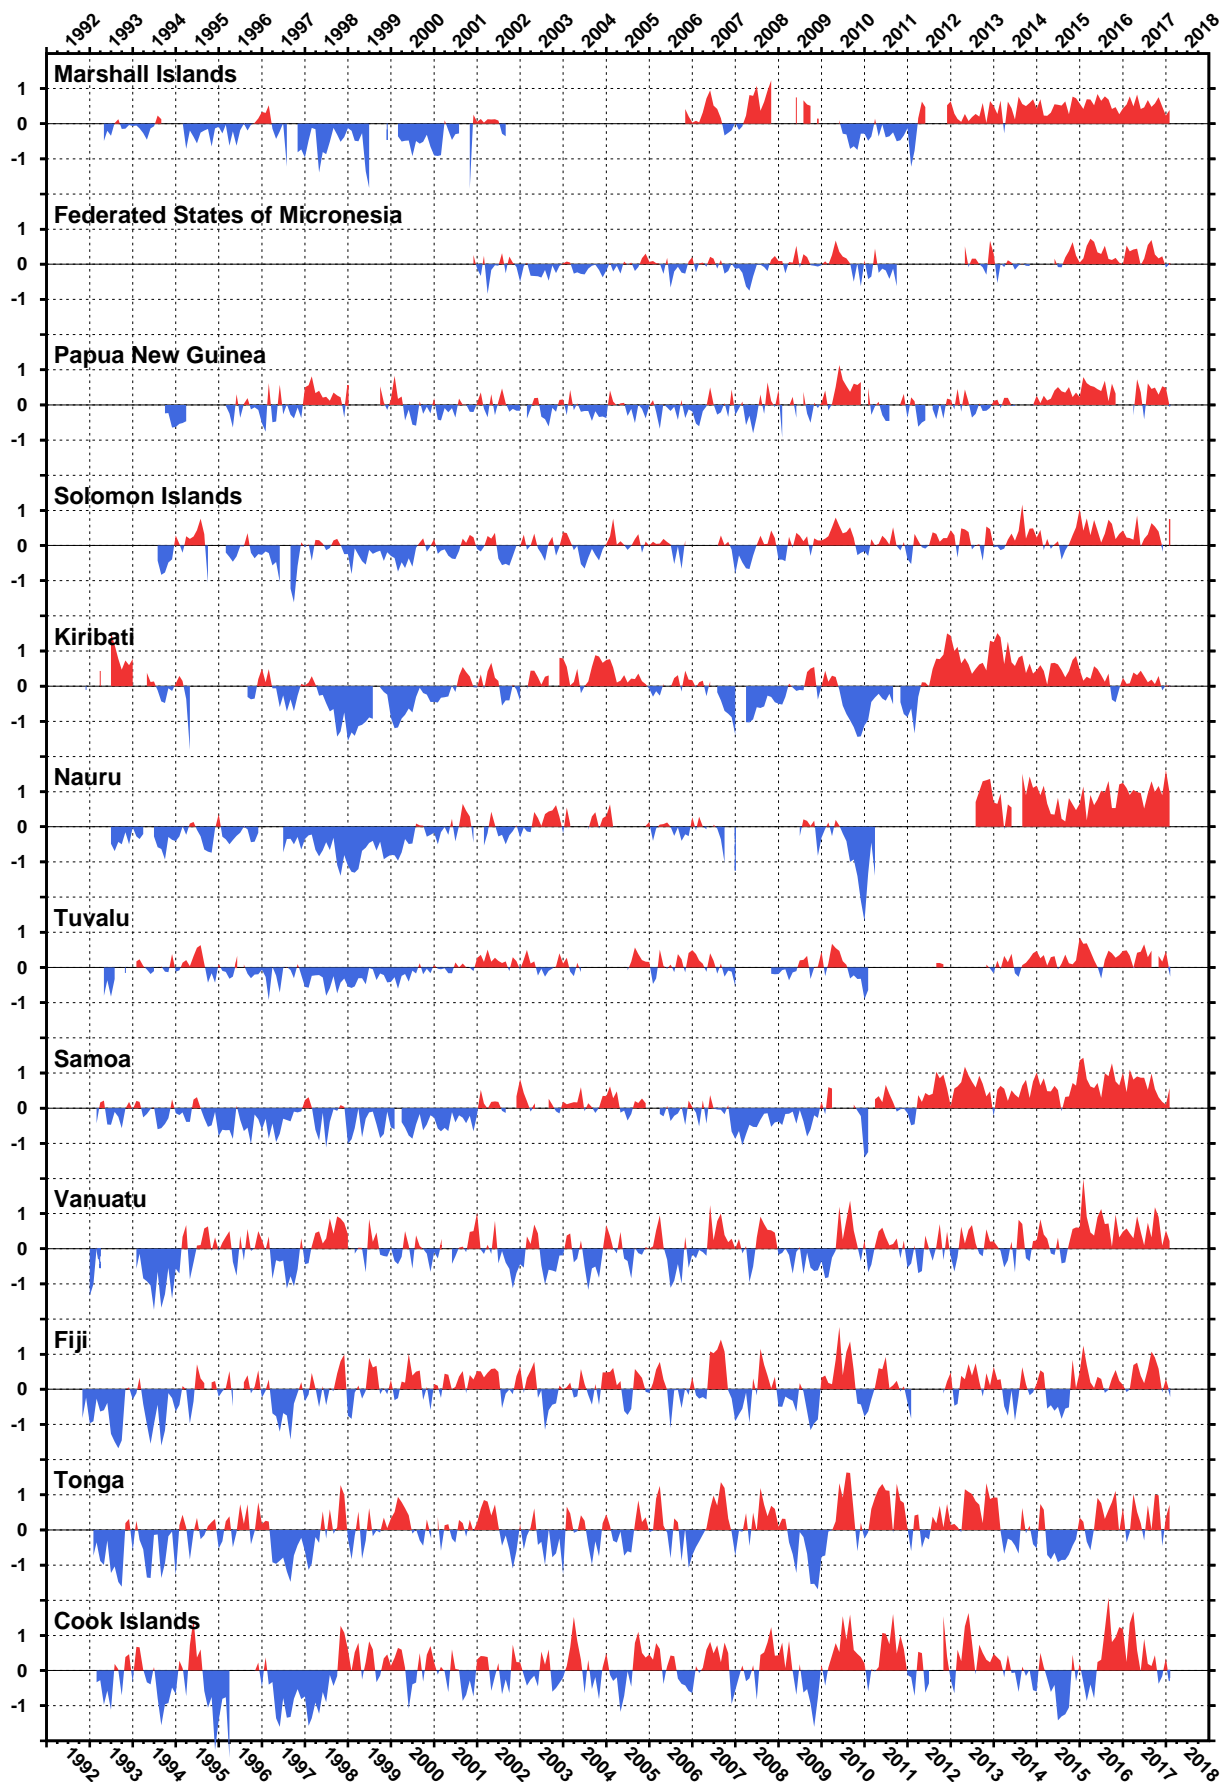 1992 1993 1994 1995 1996 1997 1998 1999 2000 2001 2002 2003 2004 2005 2006 2007 2008 2009 2010 2011 2012 2013 2014 2015 2016 2017 2018
Marshall Islands
1
0
-1
Federated States of Micronesia
1
0
-1
Papua New Guinea
1
0
-1
Solomon Islands
1
0
-1
Kiribati
1
0
-1
Nauru
1
0
-1
Tuvalu
1
0
-1
Samoa
1
0
-1
Vanuatu
1
0
-1
Fiji
1
0
-1
Tonga
1
0
-1
Cook Islands
1
0
-1
1992 1993 1994 1995 1996 1997 1998 1999 2000 2001 2002 2003 2004 2005 2006 2007 2008 2009 2010 2011 2012 2013 2014 2015 2016 2017 2018